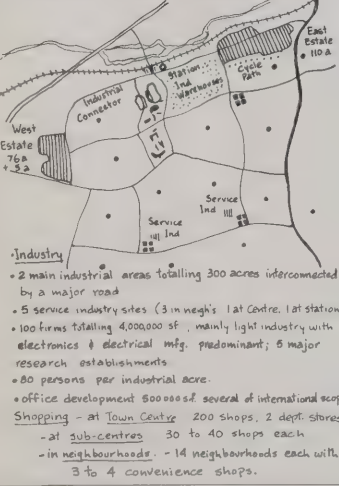 East
Estate
110 a
Station
Ind
Warehouses
Cycle
Path
Industrial
Connector
West
Estate
76a
+ 5a
Service
Ind
Service
Ind
• Industry
• 2 main industrial areas totalling 300 acres interconnected
by a major road
• 5 service industry sites (3 in neigh's 1 at Centre, 1 at station
• 100 firms totalling 4,000,000 sf, mainly light industry with
electronics & electrical mfg. predominant; 5 major
research establishments
• 80 persons per industrial acre.
• office development 500000sf several of international scop
Shopping - at Town Centre 200 shops, 2 dept. stores
- at sub-centres 30 to 40 shops each
- in neighbourhoods. - 14 neighbourhoods each with
3 to 4 convenience shops.